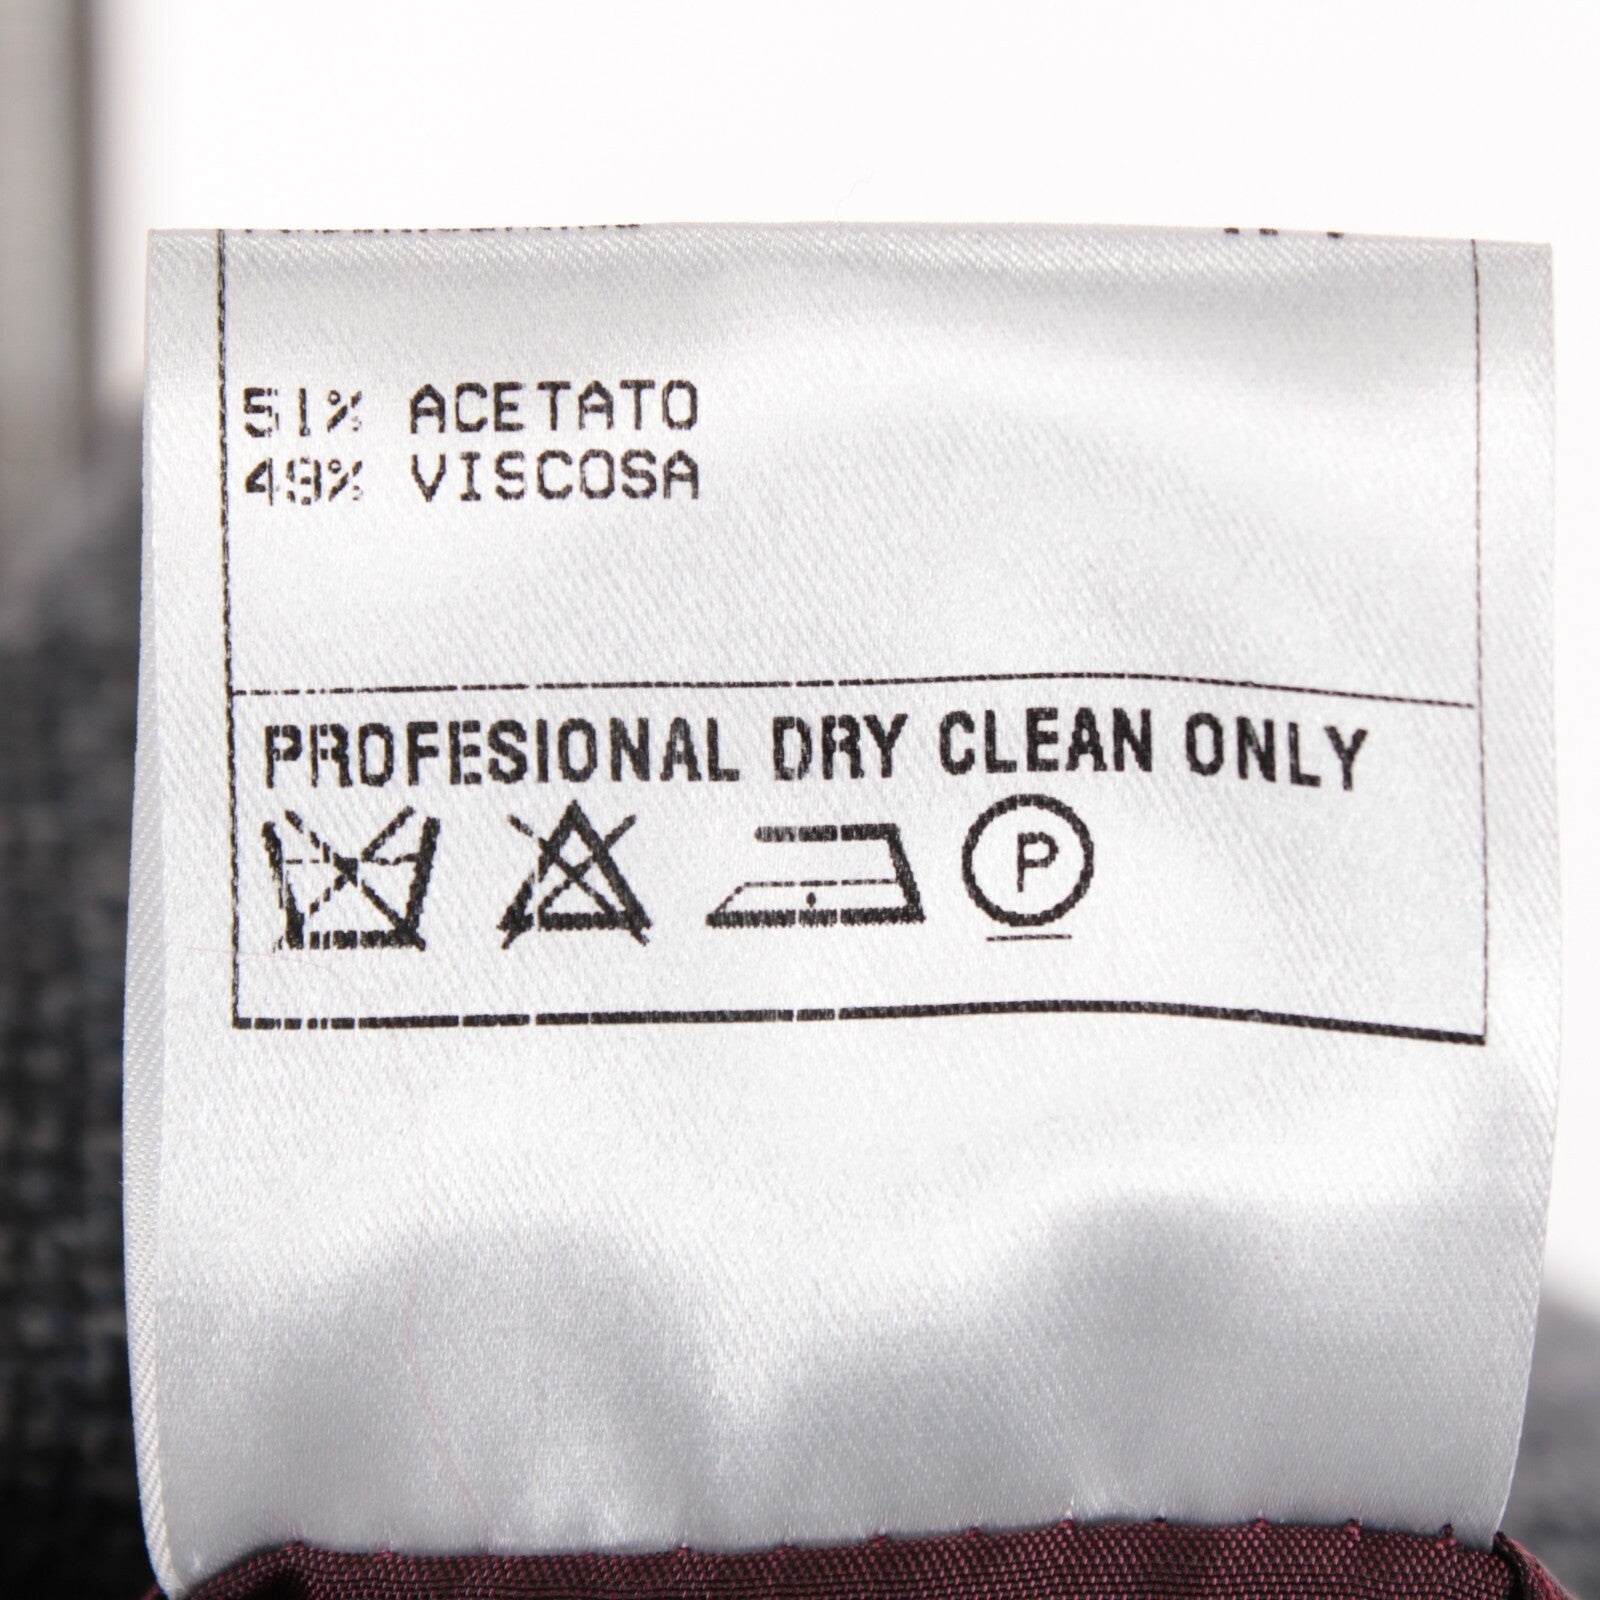 51% ACETATO
49% VISCOSA
PROFESIONAL DRY CLEAN ONLY
P